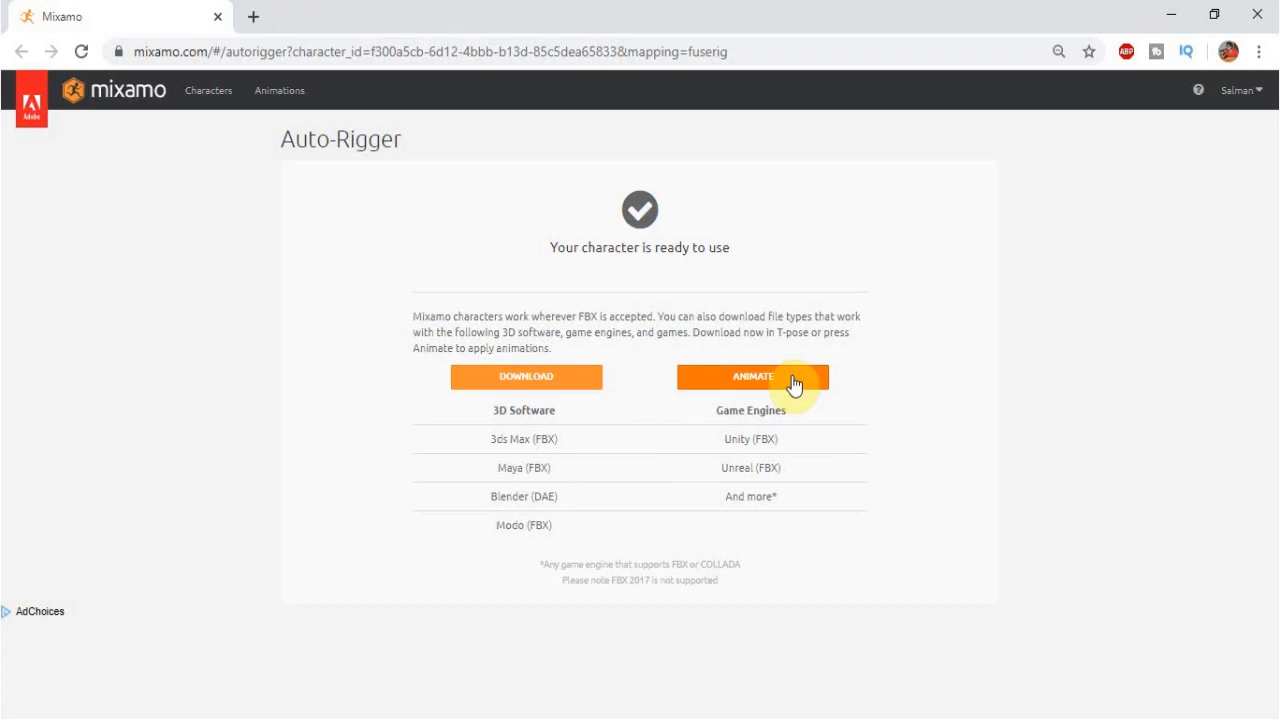 Mixamo
mixamo.com/#/autorigger?character_id=f300a5cb-6d12-4bbb-b13d-85c5dea65833&mapping=fuserig
ABP
IQ
Adobe
mixamo
Characters
Animations
Salman
Auto-Rigger
Your character is ready to use
Mixamo characters work wherever FBX is accepted. You can also download file types that work
with the following 3D software, game engines, and games. Download now in T-pose or press
Animate to apply animations.
DOWNLOAD
ANIMATE
3D Software
Game Engines
3ds Max (FBX)
Unity (FBX)
Maya (FBX)
Unreal (FBX)
Blender (DAE)
And more*
Modo (FBX)
*Any game engine that supports FBX or COLLADA
Please note FBX 2017 is not supported
AdChoices